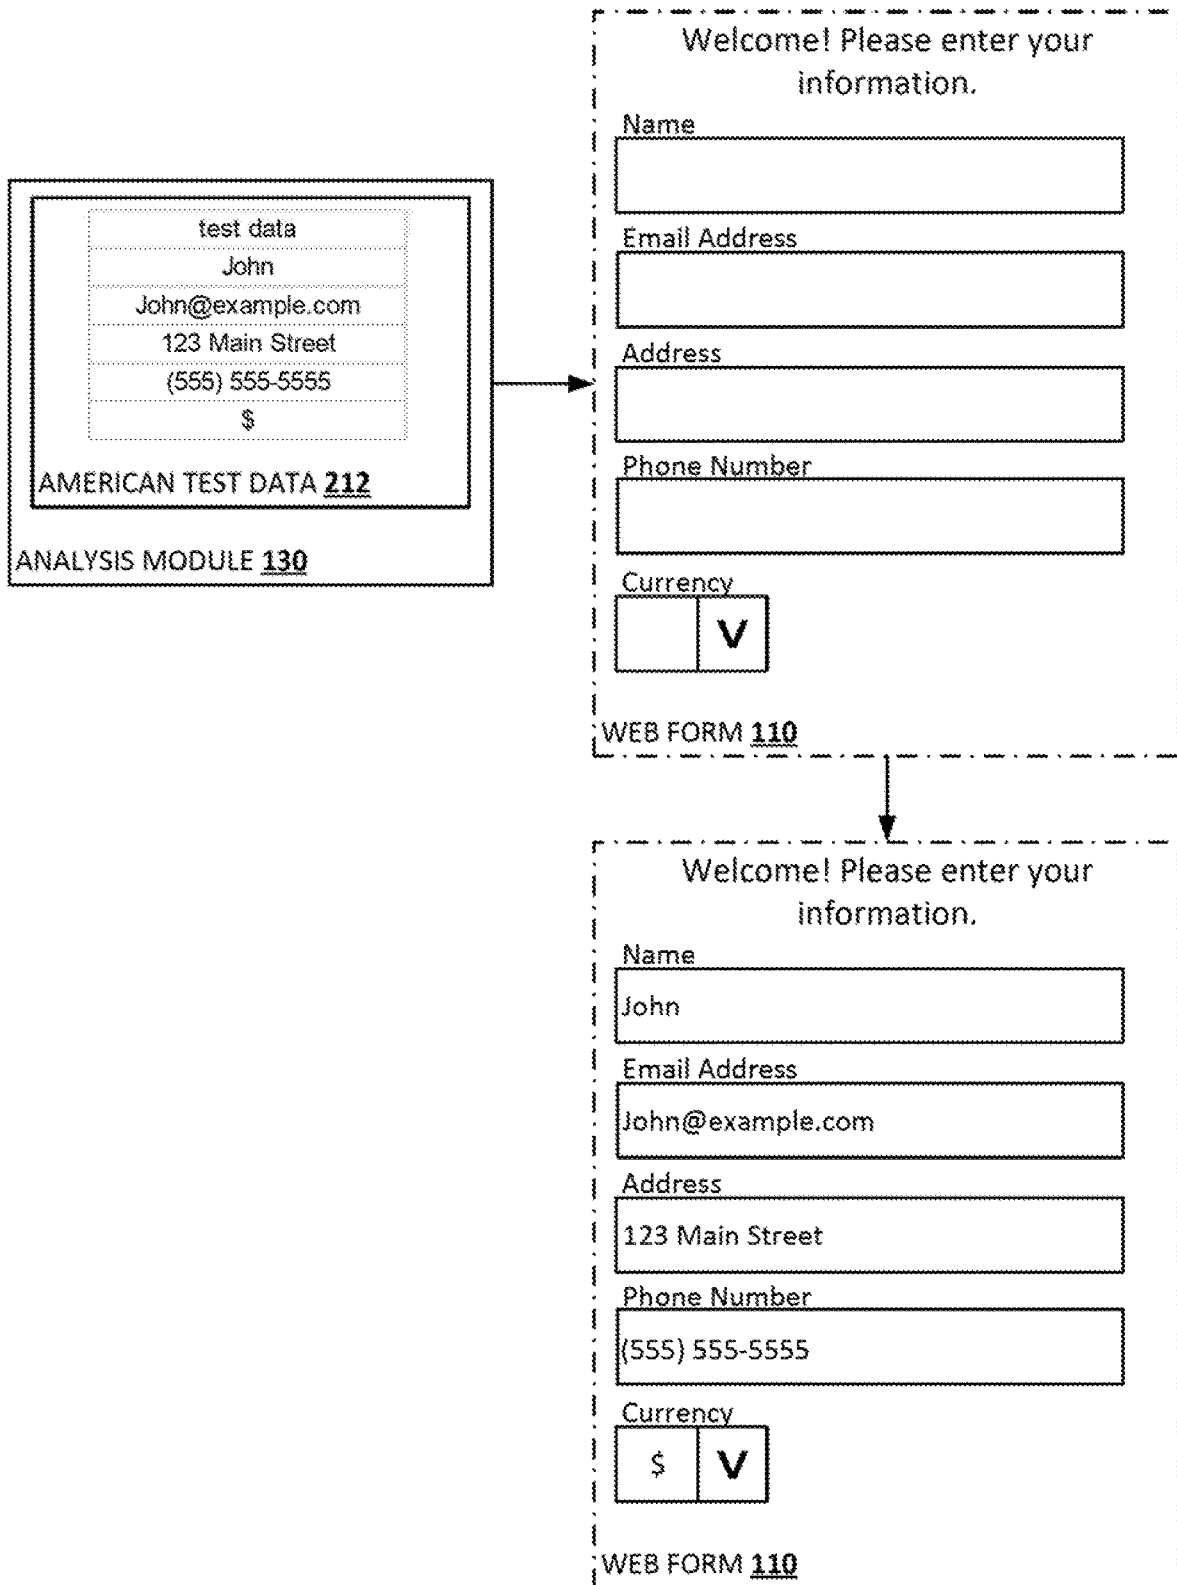 test data
John
John@example.com
123 Main Street
(555) 555-5555
$
AMERICAN TEST DATA 212
ANALYSIS MODULE 130
Welcome! Please enter your
information.
Name
Email Address
Address
Phone Number
Currency
V
WEB FORM 110
Welcome! Please enter your
information.
Name
John
Email Address
John@example.com
Address
123 Main Street
Phone Number
(555) 555-5555
Currency
$ V
WEB FORM 110